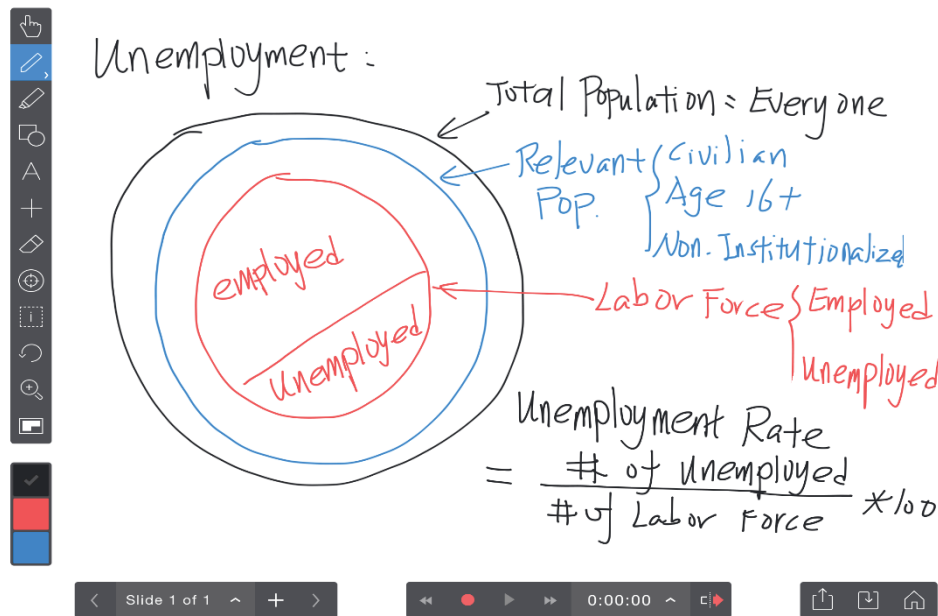 Unemployment :
Total Population = Everyone
Relevant Pop. { Civilian
Age 16+
Non. Institutionalized
employed
Unemployed
Labor Force { Employed
Unemployed
Unemployment Rate
= # of Unemployed
# of Labor Force * 100
A
i
Slide 1 of 1
0:00:00